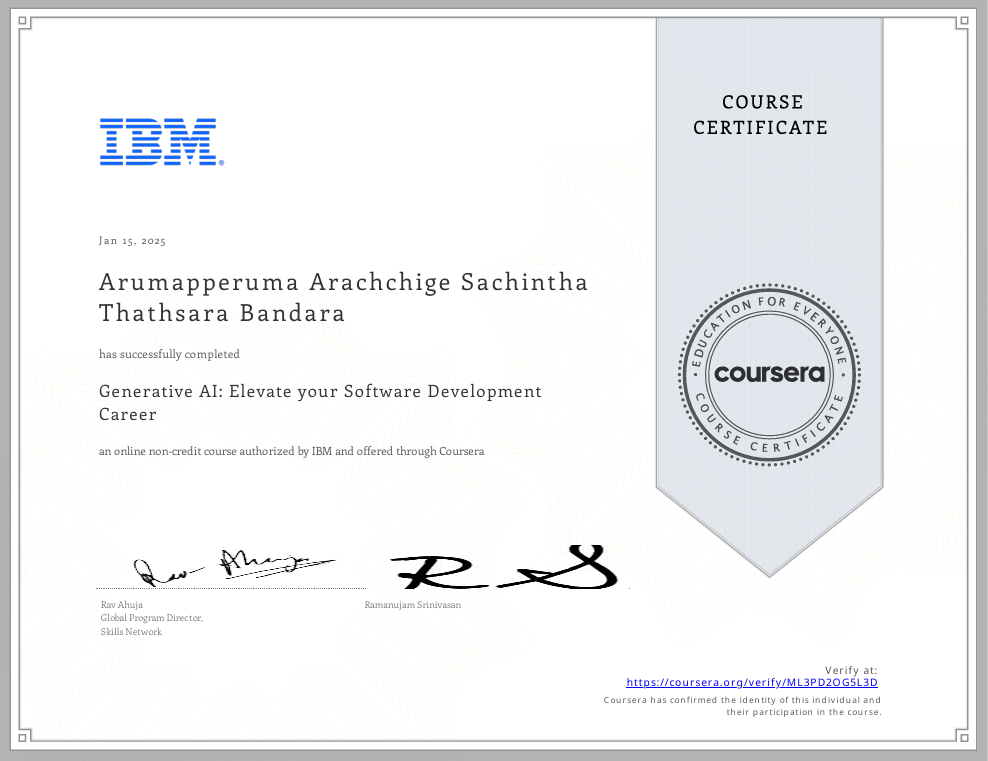 COURSE
CERTIFICATE
IBM®
Jan 15, 2025
Arumapperuma Arachchige Sachintha
Thathsara Bandara
has successfully completed
Generative AI: Elevate your Software Development
Career
an online non-credit course authorized by IBM and offered through Coursera
EDUCATION FOR EVERYONE
coursera
COURSE CERTIFICATE
Rav Ahuja
R S
Rav Ahuja
Global Program Director,
Skills Network
Ramanujam Srinivasan
Verify at:
https://coursera.org/verify/ML3PD2OG5L3D
Coursera has confirmed the identity of this individual and
their participation in the course.